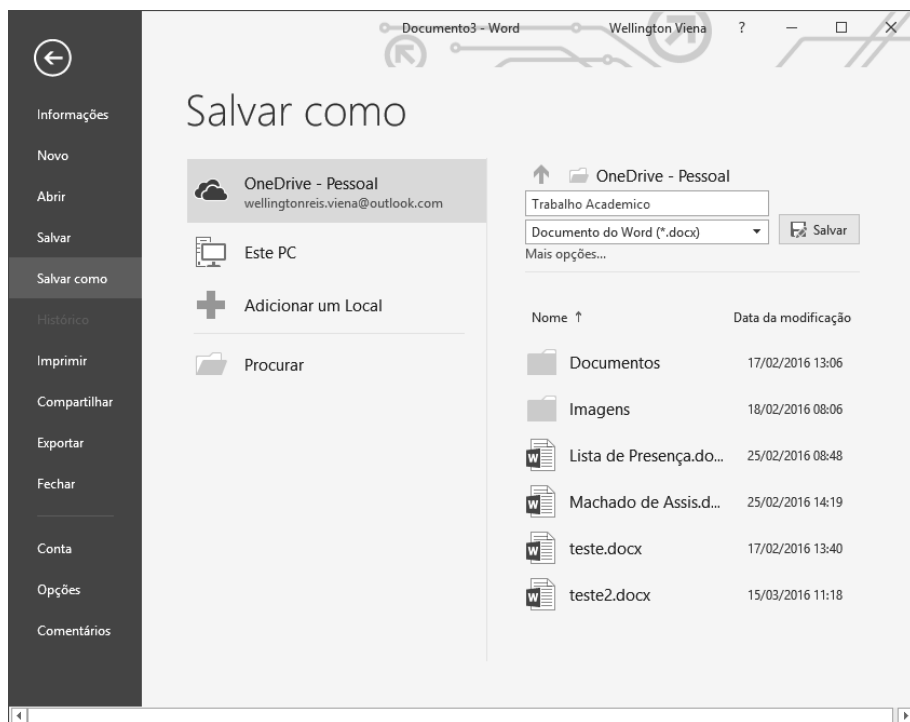 Documento3 - Word
Wellington Viena
?
Informações
Novo
Abrir
Salvar
Salvar como
Histórico
Imprimir
Compartilhar
Exportar
Fechar
Conta
Opções
Comentários
Salvar como
OneDrive - Pessoal
wellingtonreis.viena@outlook.com
Este PC
Adicionar um Local
Procurar
OneDrive - Pessoal
Trabalho Academico
Documento do Word (*.docx)
Salvar
Mais opções...
Nome ↑ Data da modificação
Documentos 17/02/2016 13:06
Imagens 18/02/2016 08:06
Lista de Presença.do... 25/02/2016 08:48
Machado de Assis.d... 25/02/2016 14:19
teste.docx 17/02/2016 13:40
teste2.docx 15/03/2016 11:18